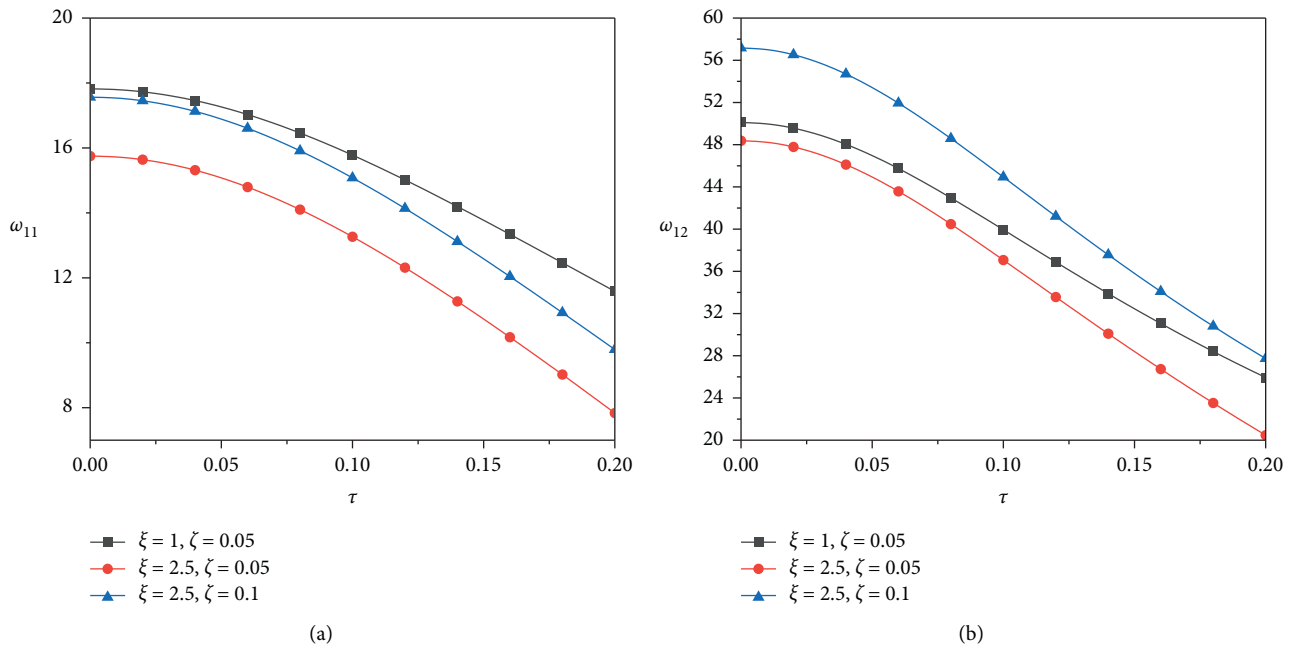 20
16
12
8
ω11
0.00 0.05 0.10 0.15 0.20
τ
ξ = 1, ζ = 0.05
ξ = 2.5, ζ = 0.05
ξ = 2.5, ζ = 0.1
(a)
60
56
52
48
44
40
36
32
28
24
20
ω12
0.00 0.05 0.10 0.15 0.20
τ
ξ = 1, ζ = 0.05
ξ = 2.5, ζ = 0.05
ξ = 2.5, ζ = 0.1
(b)